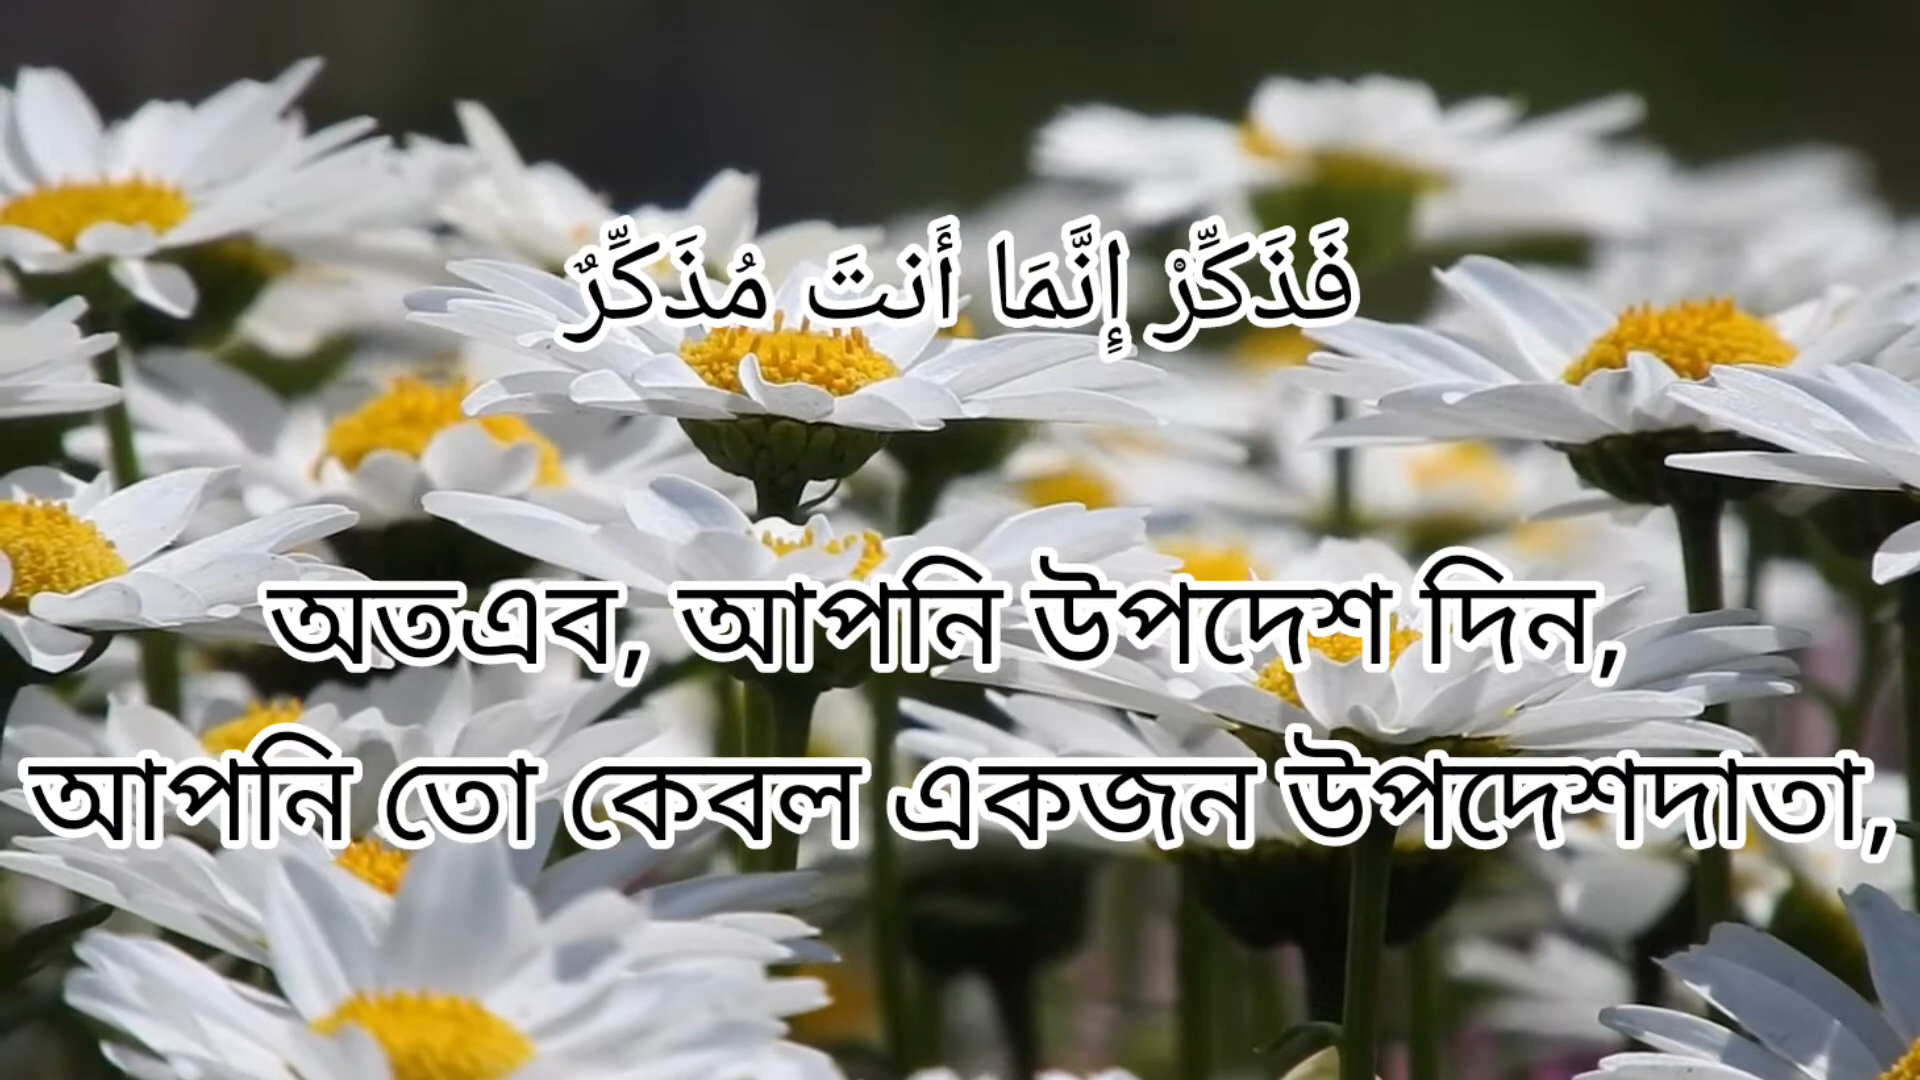 فَذَكِّرْ إِنَّمَا أَنتَ مُذَكِّرٌ
অতএব, আপনি উপদেশ দিন,
আপনি তো কেবল একজন উপদেশদাতা,